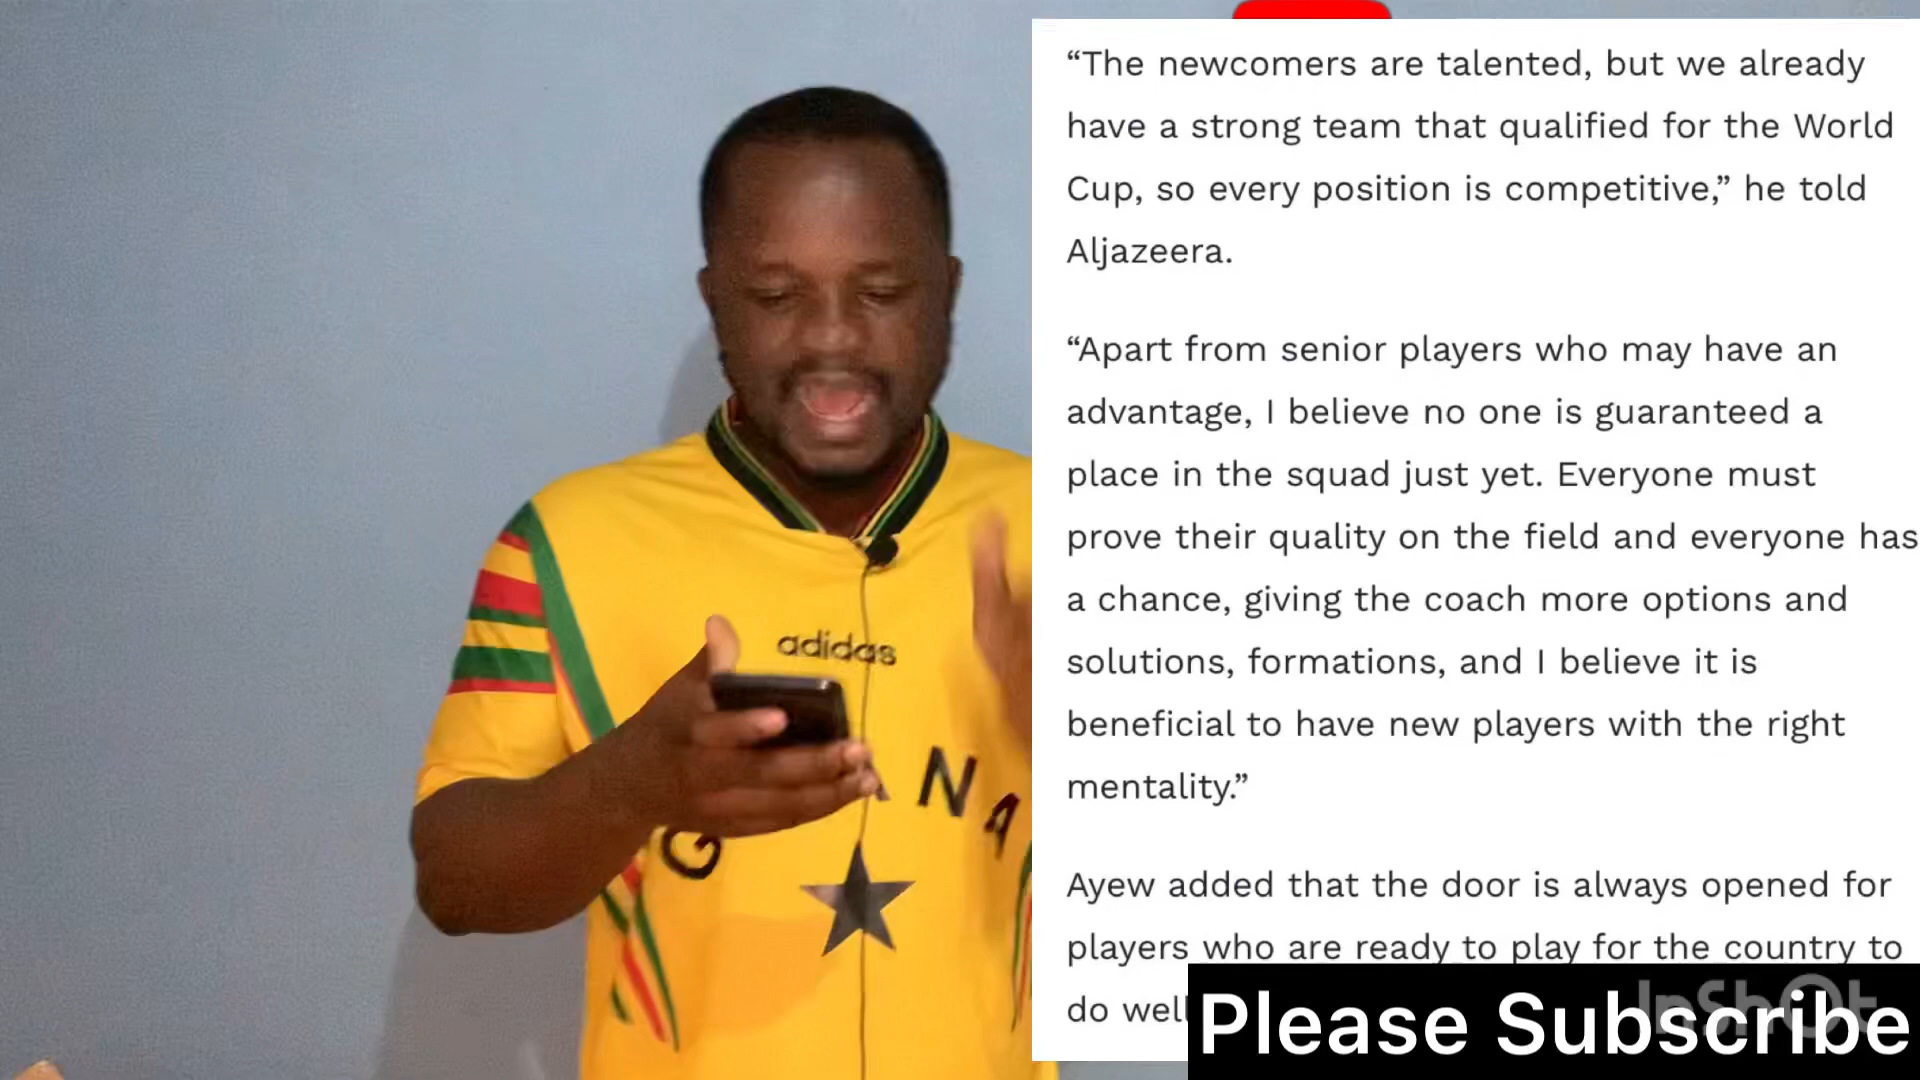 “The newcomers are talented, but we already
have a strong team that qualified for the World
Cup, so every position is competitive,” he told
Aljazeera.
“Apart from senior players who may have an
advantage, I believe no one is guaranteed a
place in the squad just yet. Everyone must
prove their quality on the field and everyone has
a chance, giving the coach more options and
solutions, formations, and I believe it is
beneficial to have new players with the right
mentality.”
Ayew added that the door is always opened for
players who are ready to play for the country to
do well
Please Subscribe
InShOt
adidas
G ANA